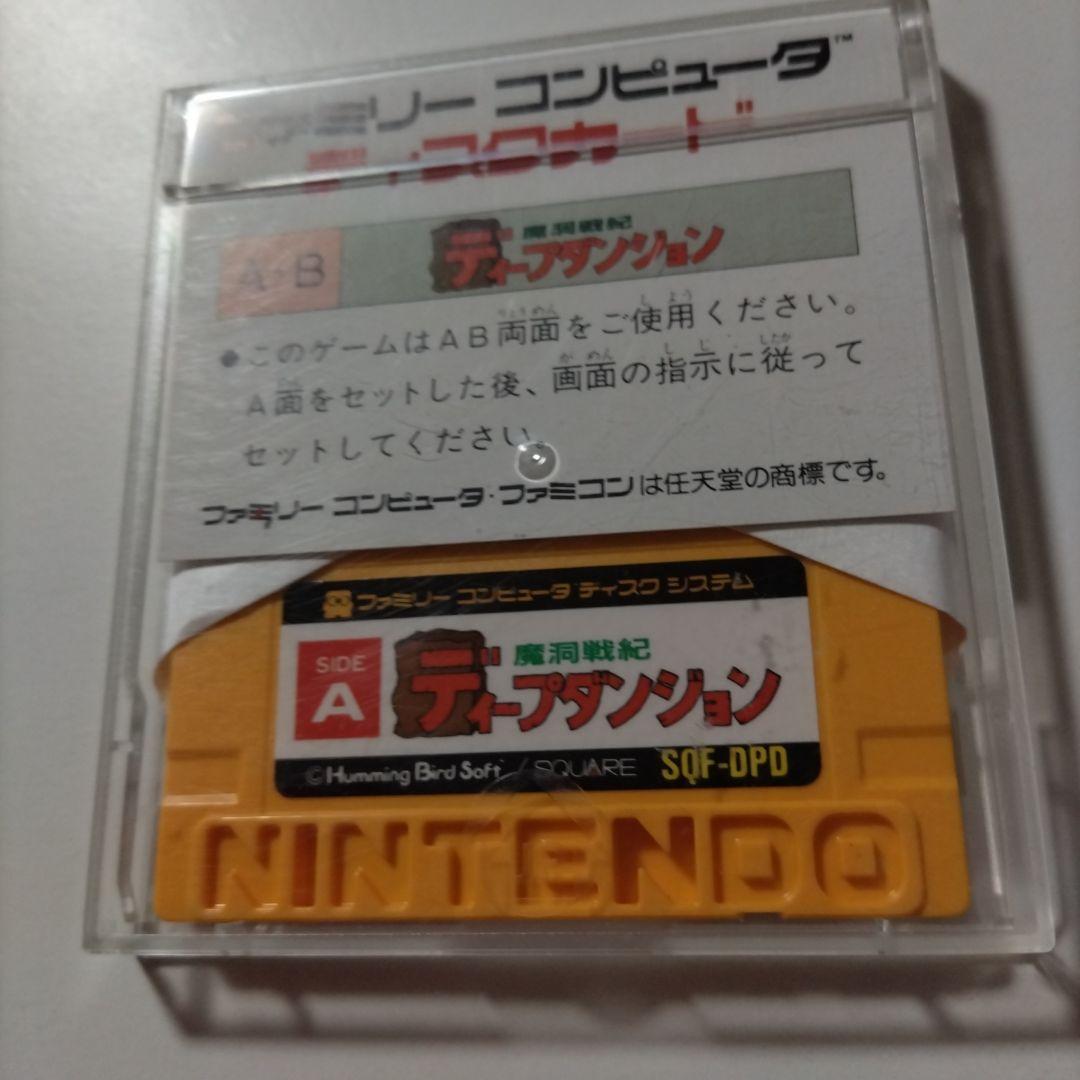 ファミリー コンピュータ™
ディスクカード
A・B
魔洞戦紀
ディープダンジョン
●このゲームはAB両面をご使用ください。
A面をセットした後、画面の指示に従って
セットしてください。
ファミリー コンピュータ・ファミコンは任天堂の商標です。
ファミリー コンピュータ ディスク システム
SIDE
A
魔洞戦紀
ディープダンジョン
©Humming Bird Soft / SQUARE SQF-DPD
NINTENDO